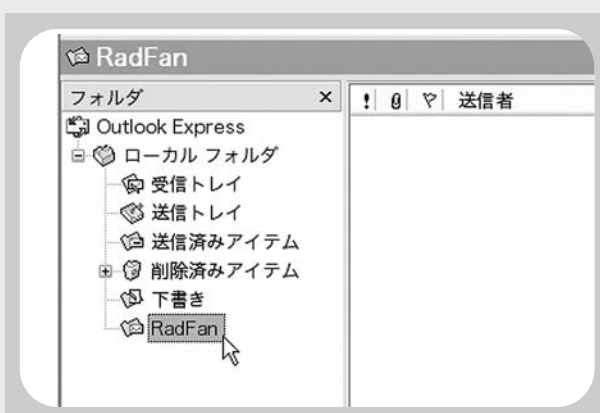 RadFan
フォルダ ×
! 送信者
Outlook Express
ローカル フォルダ
受信トレイ
送信トレイ
送信済みアイテム
削除済みアイテム
下書き
RadFan